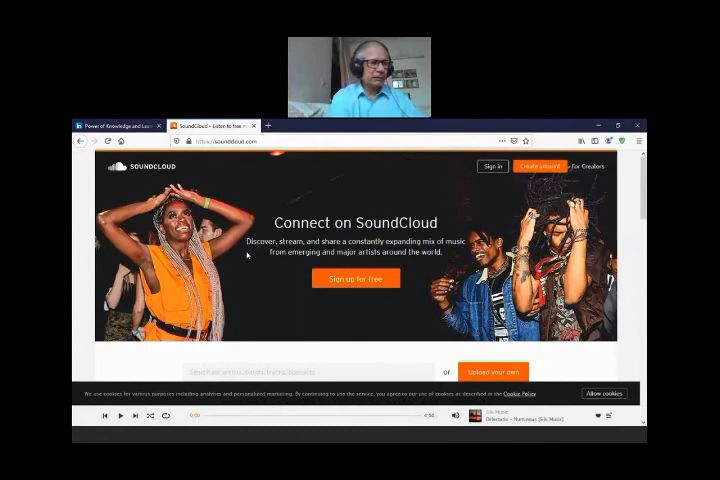 Power of Knowledge and
SoundCloud – Listen to free
https://soundcloud.com
SOUNDCLOUD
Sign in
Create account
For Creators
Connect on SoundCloud
Discover, stream, and share a constantly expanding mix of music
from emerging and major artists around the world.
Sign up for free
or
Upload your own
We use cookies for various purposes including analytics and personalized marketing. By continuing to use the service, you agree to our use of cookies as described in the Cookie Policy
Allow cookies
0:00
Silk Music